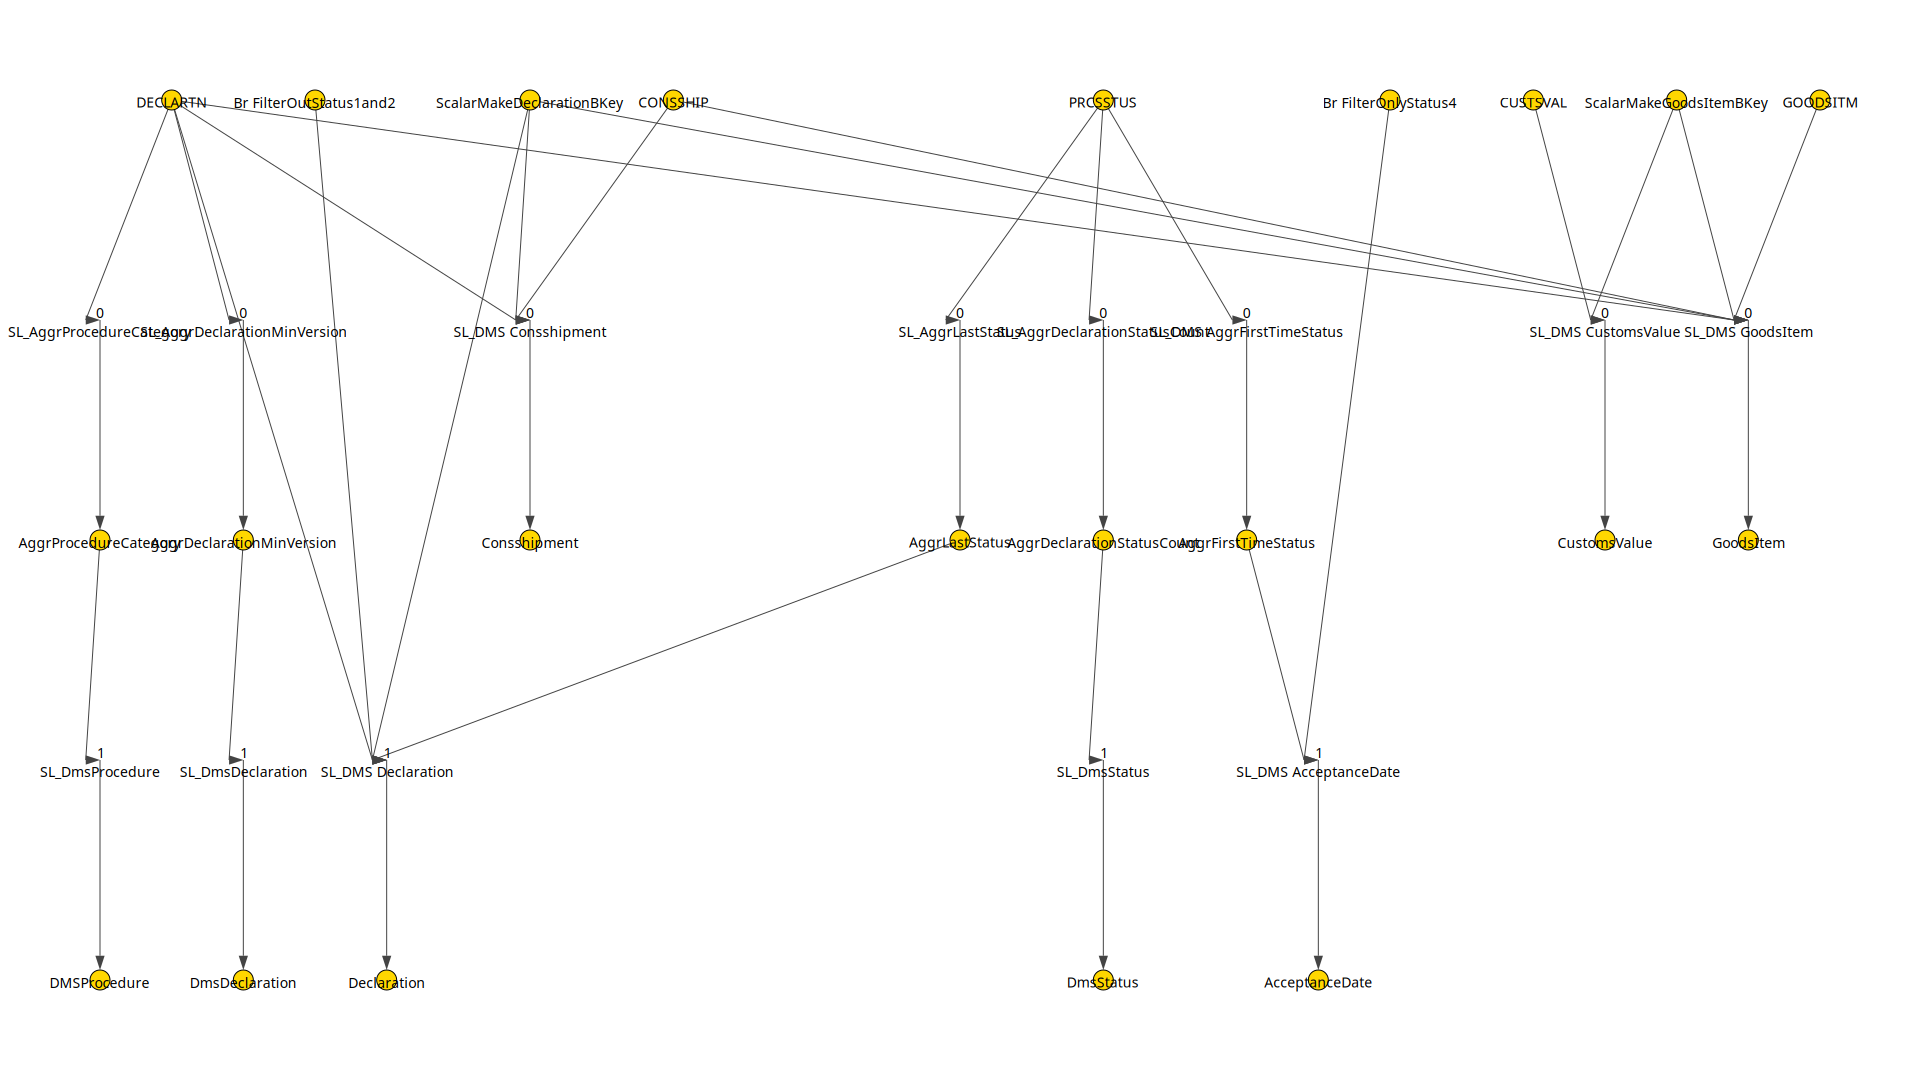 DECLARTN
Br FilterOutStatus1and2
ScalarMakeDeclarationBKey
CONSSHIP
PRCSSTUS
Br FilterOnlyStatus4
CUSTSVAL
ScalarMakeGoodsItemBKey
GOODSITM
0
0
0
0
0
0
0
0
SL_AggrProcedureCategory
SL_AggrDeclarationMinVersion
SL_DMS Consshipment
SL_AggrLastStatus
SL_AggrDeclarationStatusCount
SL_DMS AggrFirstTimeStatus
SL_DMS CustomsValue
SL_DMS GoodsItem
AggrProcedureCategory
AggrDeclarationMinVersion
Consshipment
AggrLastStatus
AggrDeclarationStatusCount
AggrFirstTimeStatus
CustomsValue
GoodsItem
1
1
1
1
1
SL_DmsProcedure
SL_DmsDeclaration
SL_DMS Declaration
SL_DmsStatus
SL_DMS AcceptanceDate
DMSProcedure
DmsDeclaration
Declaration
DmsStatus
AcceptanceDate